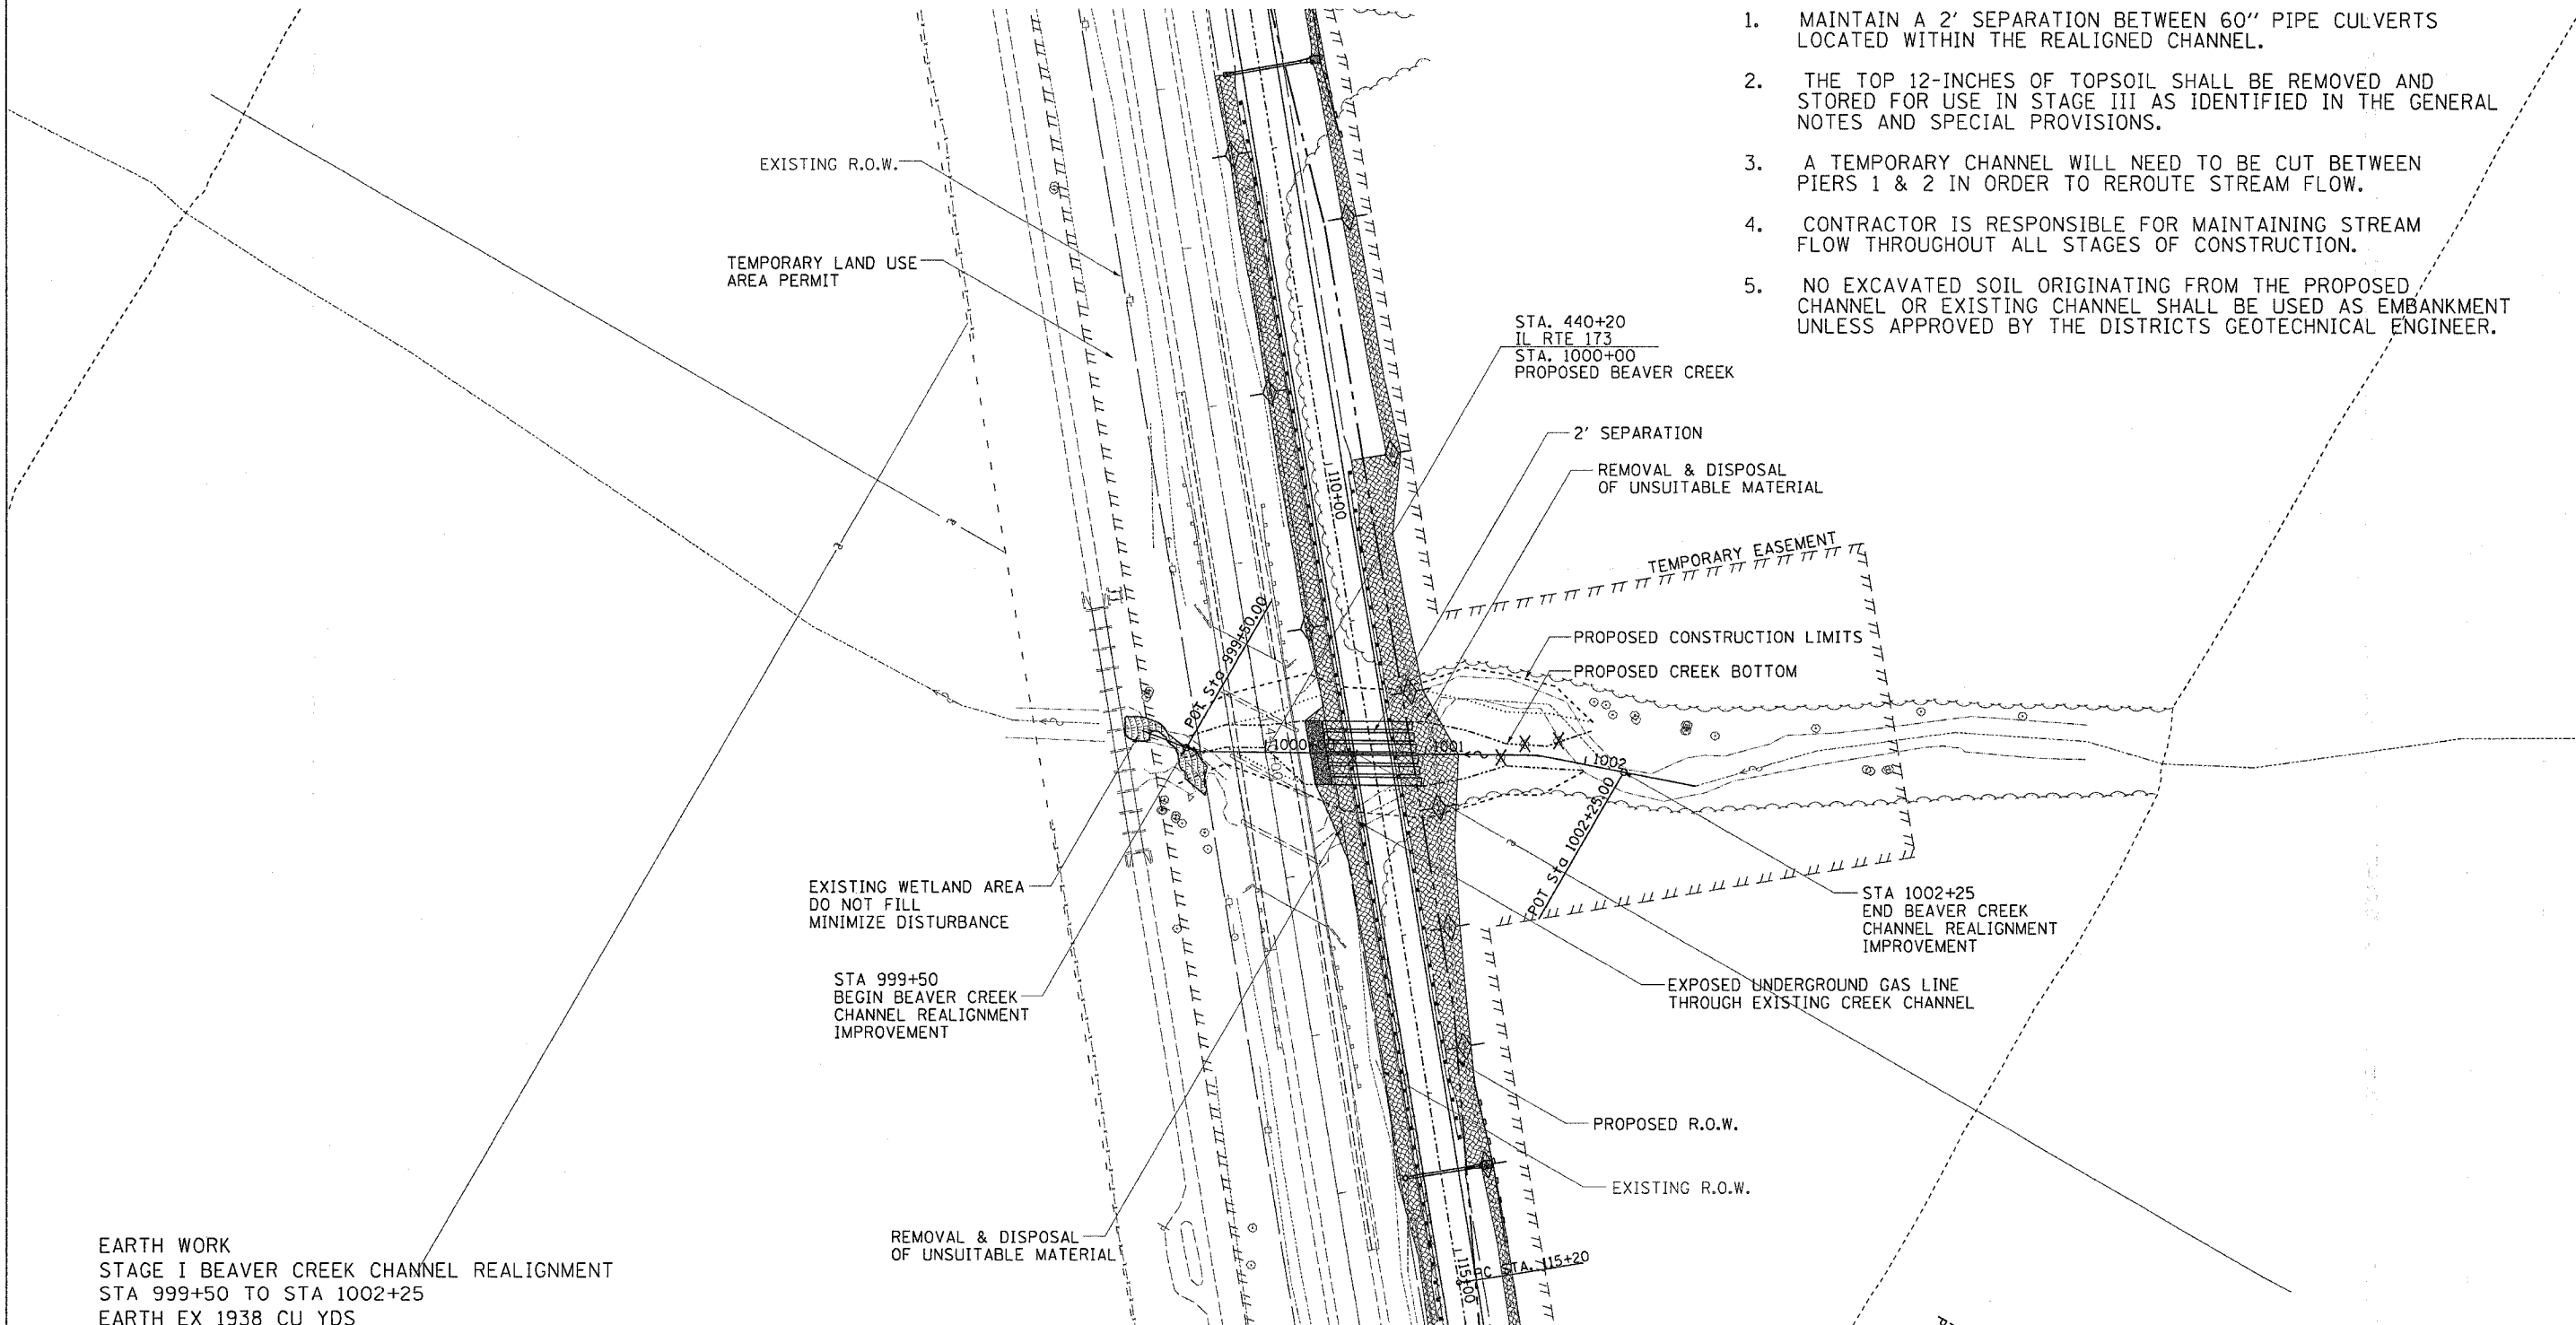 1. MAINTAIN A 2' SEPARATION BETWEEN 60" PIPE CULVERTS
LOCATED WITHIN THE REALIGNED CHANNEL.
2. THE TOP 12-INCHES OF TOPSOIL SHALL BE REMOVED AND
STORED FOR USE IN STAGE III AS IDENTIFIED IN THE GENERAL
NOTES AND SPECIAL PROVISIONS.
3. A TEMPORARY CHANNEL WILL NEED TO BE CUT BETWEEN
PIERS 1 & 2 IN ORDER TO REROUTE STREAM FLOW.
4. CONTRACTOR IS RESPONSIBLE FOR MAINTAINING STREAM
FLOW THROUGHOUT ALL STAGES OF CONSTRUCTION.
5. NO EXCAVATED SOIL ORIGINATING FROM THE PROPOSED
CHANNEL OR EXISTING CHANNEL SHALL BE USED AS EMBANKMENT
UNLESS APPROVED BY THE DISTRICTS GEOTECHNICAL ENGINEER.
EXISTING R.O.W.
TEMPORARY LAND USE
AREA PERMIT
STA. 440+20
IL RTE 173
STA. 1000+00
PROPOSED BEAVER CREEK
2' SEPARATION
REMOVAL & DISPOSAL
OF UNSUITABLE MATERIAL
110+00
TEMPORARY EASEMENT
PROPOSED CONSTRUCTION LIMITS
PROPOSED CREEK BOTTOM
POT Sta 999+50.00
1000
1001
1002
POT Sta 1002+25.00
EXISTING WETLAND AREA
DO NOT FILL
MINIMIZE DISTURBANCE
STA 1002+25
END BEAVER CREEK
CHANNEL REALIGNMENT
IMPROVEMENT
STA 999+50
BEGIN BEAVER CREEK
CHANNEL REALIGNMENT
IMPROVEMENT
EXPOSED UNDERGROUND GAS LINE
THROUGH EXISTING CREEK CHANNEL
PROPOSED R.O.W.
EXISTING R.O.W.
REMOVAL & DISPOSAL
OF UNSUITABLE MATERIAL
115+00
STA. 115+20
EARTH WORK
STAGE I BEAVER CREEK CHANNEL REALIGNMENT
STA 999+50 TO STA 1002+25
EARTH EX 1938 CU YDS